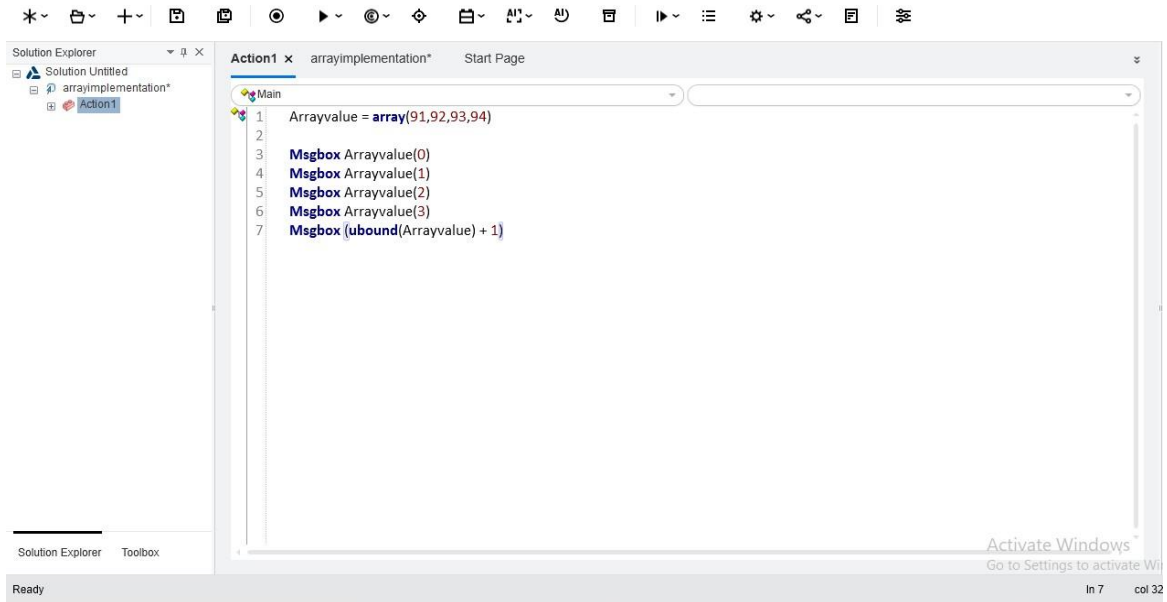 AI
AI
Solution Explorer
Solution Untitled
arrayimplementation*
Action1
Solution Explorer Toolbox
Action1 × arrayimplementation* Start Page
Main
1 Arrayvalue = array(91,92,93,94)
2
3 Msgbox Arrayvalue(0)
4 Msgbox Arrayvalue(1)
5 Msgbox Arrayvalue(2)
6 Msgbox Arrayvalue(3)
7 Msgbox (ubound(Arrayvalue) + 1)
Activate Windows
Go to Settings to activate Wi
Ready ln 7 col 32